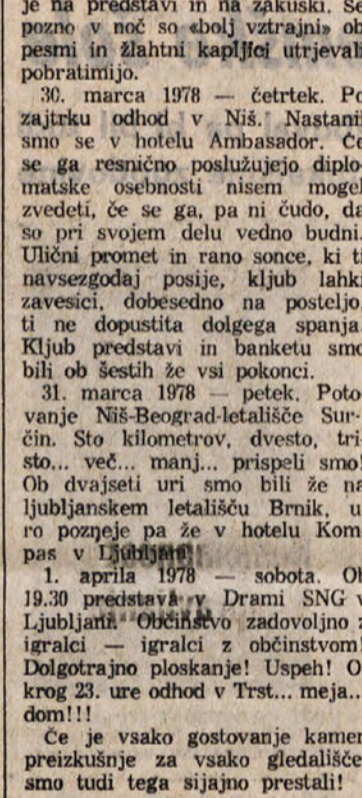 je na predstavi in na zakuski. Še
pozno v noč so «bolj vztrajni» ob
pesmi in žlahtni kapljici utrjevali
pobratimijo.
30. marca 1978 — četrtek. Po
zajtrku odhod v Niš. Nastanil
smo se v hotelu Ambasador. Če
se ga resnično poslužujejo diplo-
matske osebnosti nisem mogel
zvedeti, če se ga, pa ni čudo, da
so pri svojem delu vedno budni.
Ulični promet in rano sonce, ki ti
navsezgodaj posije, kljub lahki
zavesici, dobesedno na posteljo,
ti ne dopustita dolgega spanja.
Kljub predstavi in banketu smo
bili ob šestih že vsi pokonci.
31. marca 1978 — petek. Poto-
vanje Niš-Beograd-letališče Sur-
čin. Sto kilometrov, dvesto, tri-
sto... več... manj... prispeli smo!
Ob dvajseti uri smo bili že na
ljubljanskem letališču Brnik, u
ro pozneje pa že v hotelu Kom
pas v Ljubljani!
1. aprila 1978 — sobota. Ob
19.30 predstava v Drami SNG v
Ljubljani. Občinstvo zadovoljno z
igralci — igralci z občinstvom!
Dolgotrajno ploskanje! Uspeh! O
krog 23. ure odhod v Trst... meja...
dom!!!
Če je vsako gostovanje kamen
preizkušnje za vsako gledališče
smo tudi tega sijajno prestali!